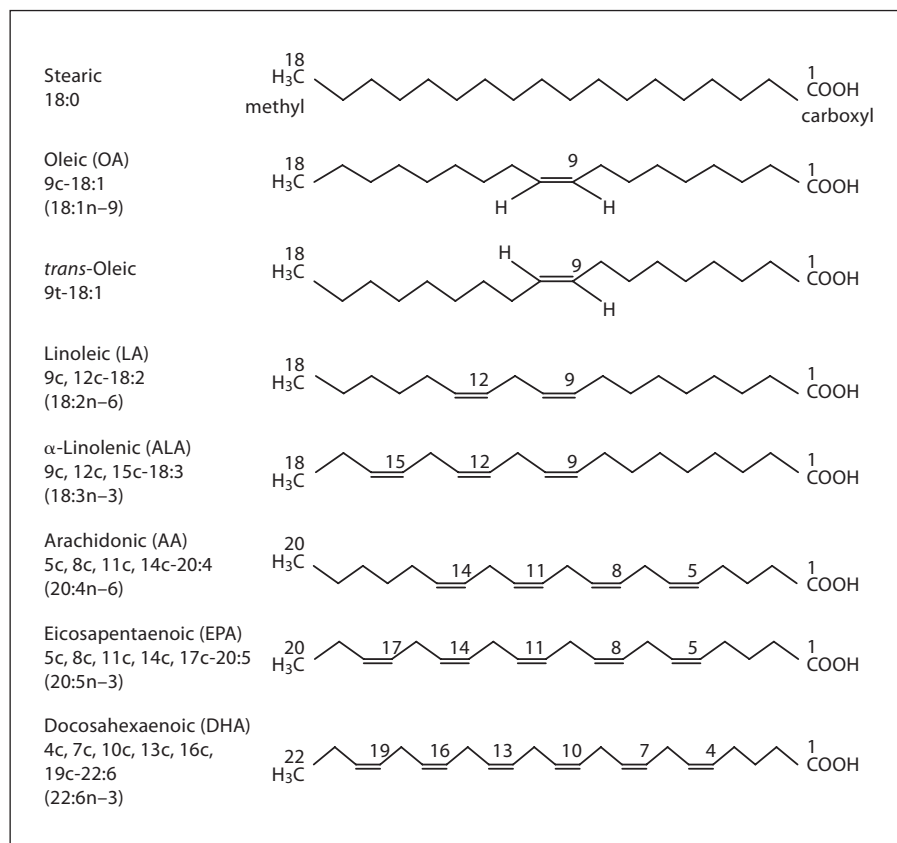 Stearic
18:0
18
H₃C
methyl
1
COOH
carboxyl
Oleic (OA)
9c-18:1
(18:1n–9)
18
H₃C
9
H
H
1
COOH
trans-Oleic
9t-18:1
18
H₃C
H
9
H
1
COOH
Linoleic (LA)
9c, 12c-18:2
(18:2n–6)
18
H₃C
12
9
1
COOH
α-Linolenic (ALA)
9c, 12c, 15c-18:3
(18:3n–3)
18
H₃C
15
12
9
1
COOH
Arachidonic (AA)
5c, 8c, 11c, 14c-20:4
(20:4n–6)
20
H₃C
14
11
8
5
1
COOH
Eicosapentaenoic (EPA)
5c, 8c, 11c, 14c, 17c-20:5
(20:5n–3)
20
H₃C
17
14
11
8
5
1
COOH
Docosahexaenoic (DHA)
4c, 7c, 10c, 13c, 16c,
19c-22:6
(22:6n–3)
22
H₃C
19
16
13
10
7
4
1
COOH